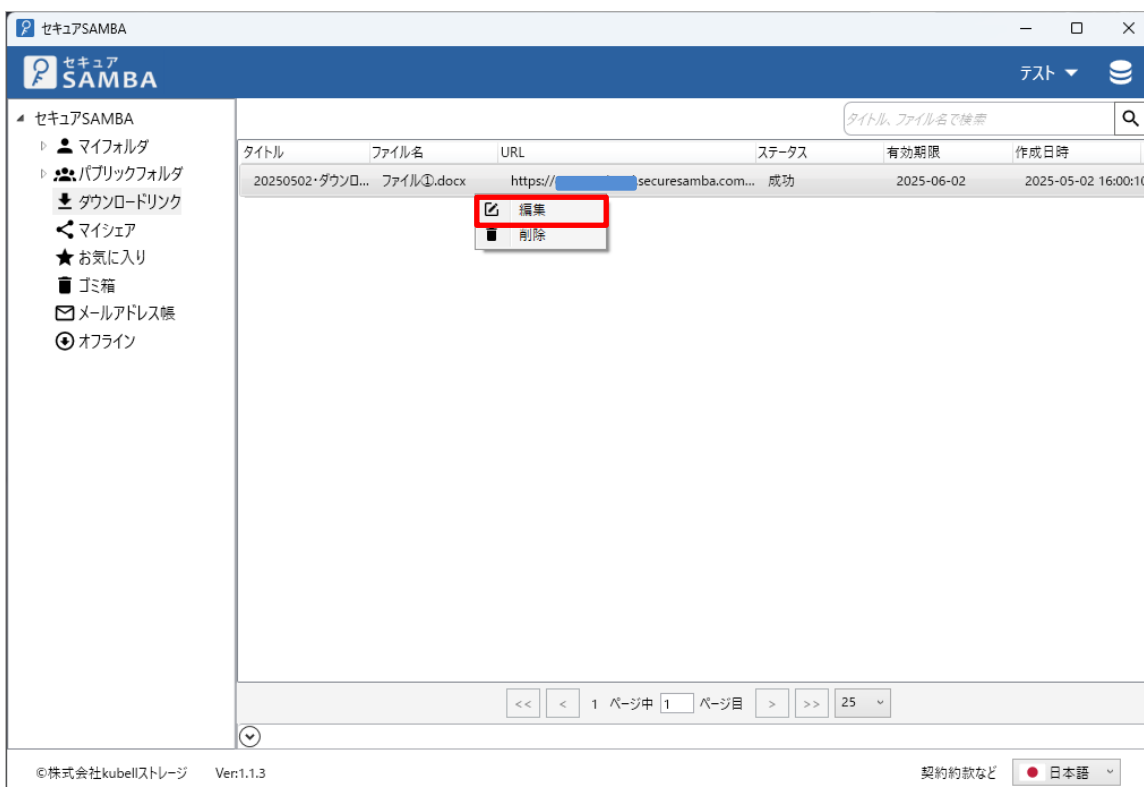 セキュアSAMBA
セキュア
SAMBA
テスト
セキュアSAMBA
マイフォルダ
パブリックフォルダ
ダウンロードリンク
マイシェア
お気に入り
ゴミ箱
メールアドレス帳
オフライン
タイトル、ファイル名で検索
タイトル ファイル名 URL ステータス 有効期限 作成日時
20250502・ダウンロ... ファイル①.docx https:// securesamba.com... 成功 2025-06-02 2025-05-02 16:00:10
編集
削除
<< < 1 ページ中 1 ページ目 > >> 25
©株式会社kubellストレージ Ver:1.1.3 契約約款など 日本語